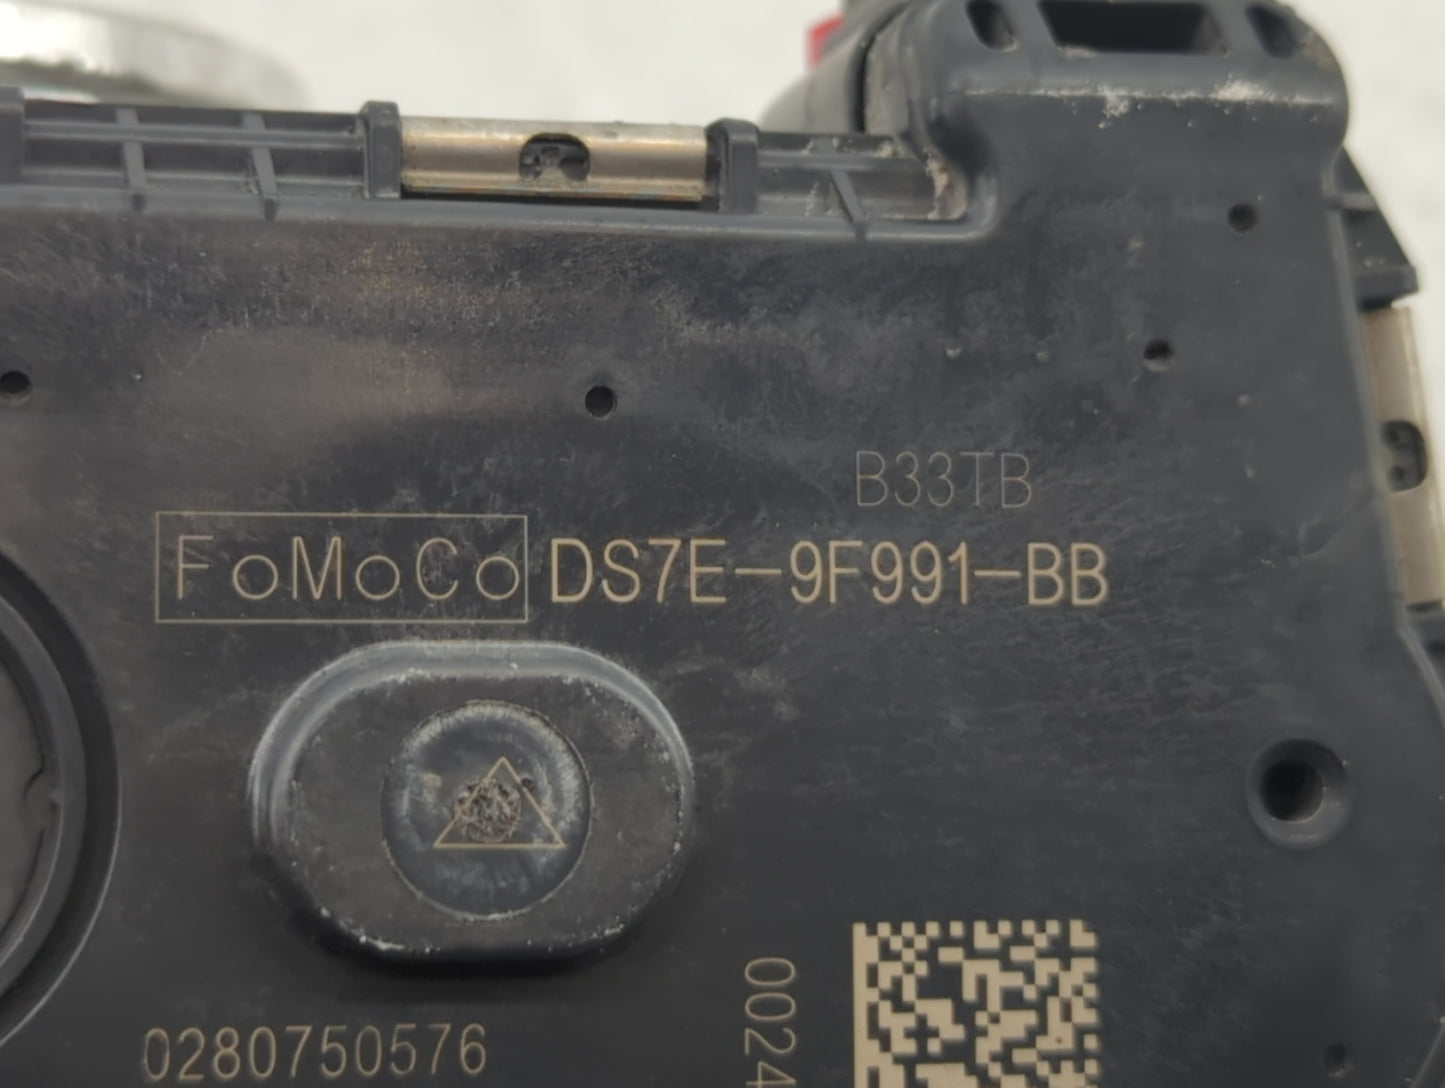 B33TB
FoMoCo DS7E-9F991-BB
0280750576
0024